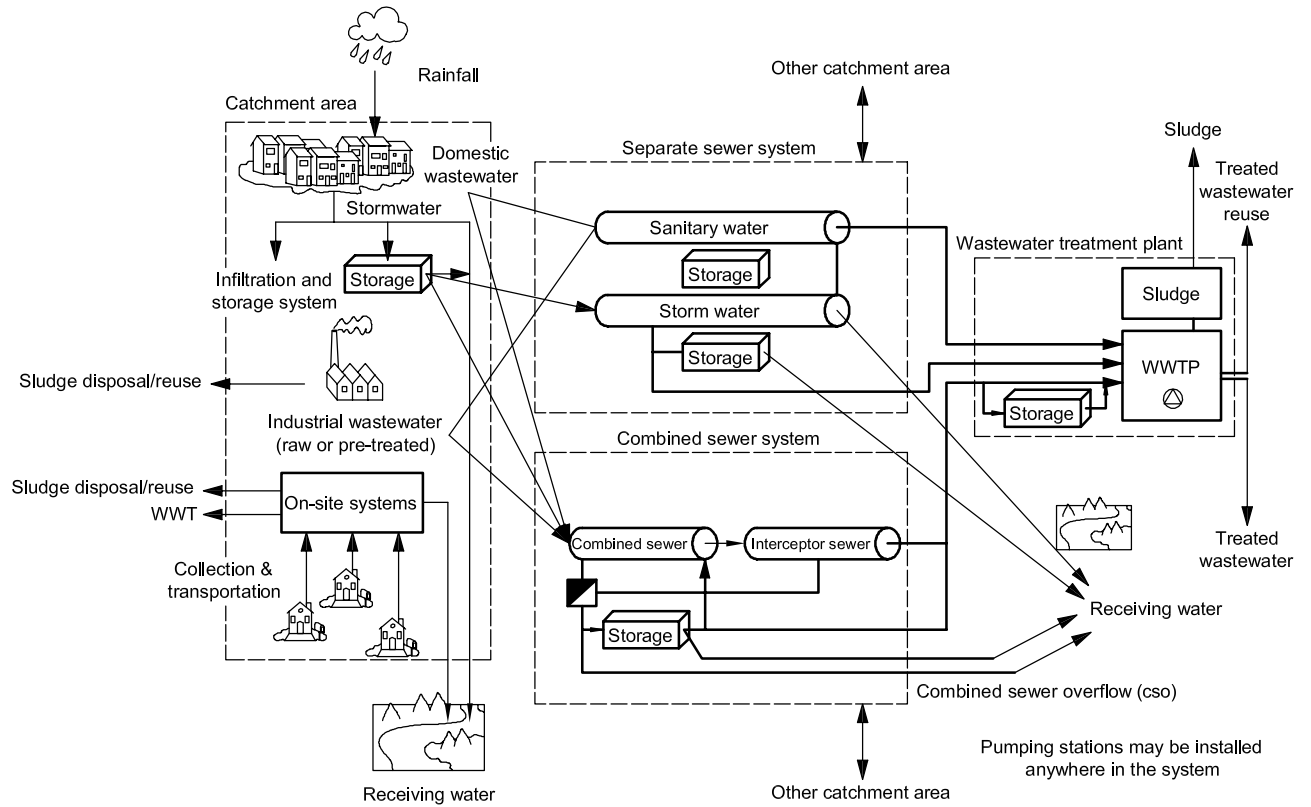 Rainfall
Catchment area
Stormwater
Infiltration and
storage system
Storage
Domestic
wastewater
Sludge disposal/reuse
Industrial wastewater
(raw or pre-treated)
Sludge disposal/reuse
WWT
On-site systems
Collection &
transportation
Receiving water
Other catchment area
Separate sewer system
Sanitary water
Storage
Storm water
Storage
Combined sewer system
Combined sewer
Interceptor sewer
Storage
Combined sewer overflow (cso)
Other catchment area
Sludge
Treated
wastewater
reuse
Wastewater treatment plant
Sludge
WWTP
Storage
Treated
wastewater
Receiving water
Pumping stations may be installed
anywhere in the system